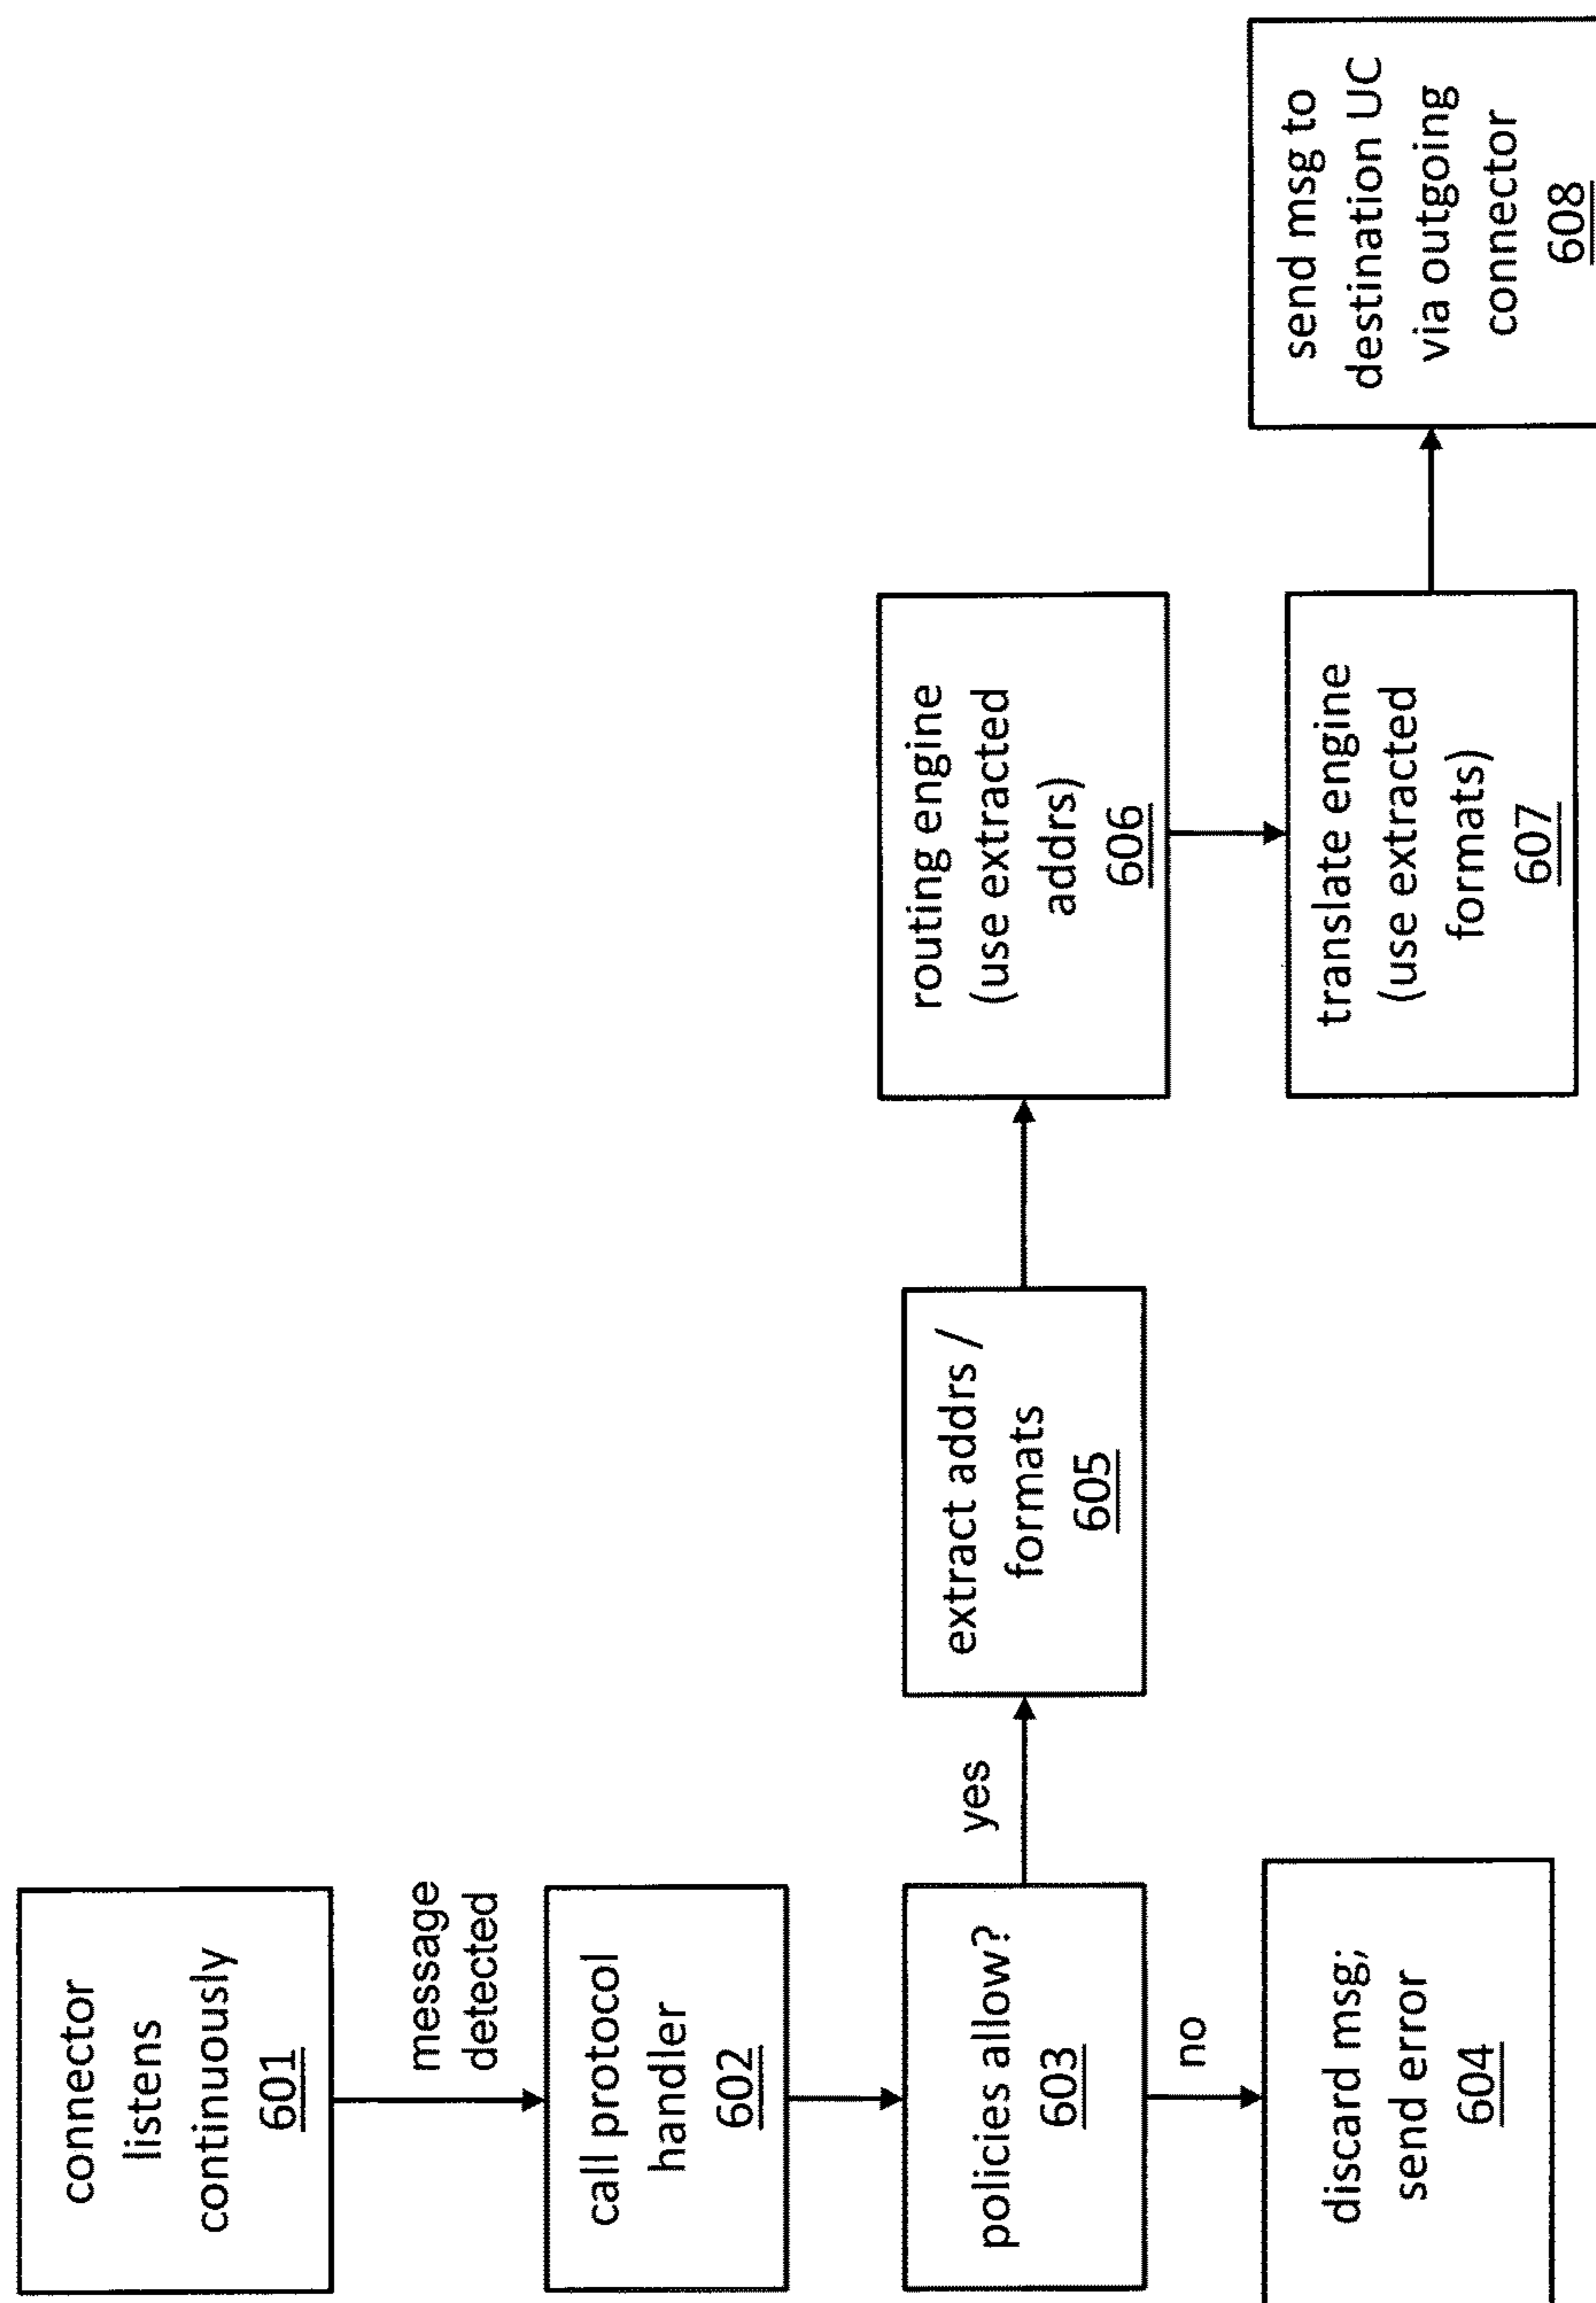 connector
listens
continuously
601
message
detected
call protocol
handler
602
policies allow?
603
yes
no
discard msg;
send error
604
extract addrs /
formats
605
routing engine
(use extracted
addrs)
606
translate engine
(use extracted
formats)
607
send msg to
destination UC
via outgoing
connector
608